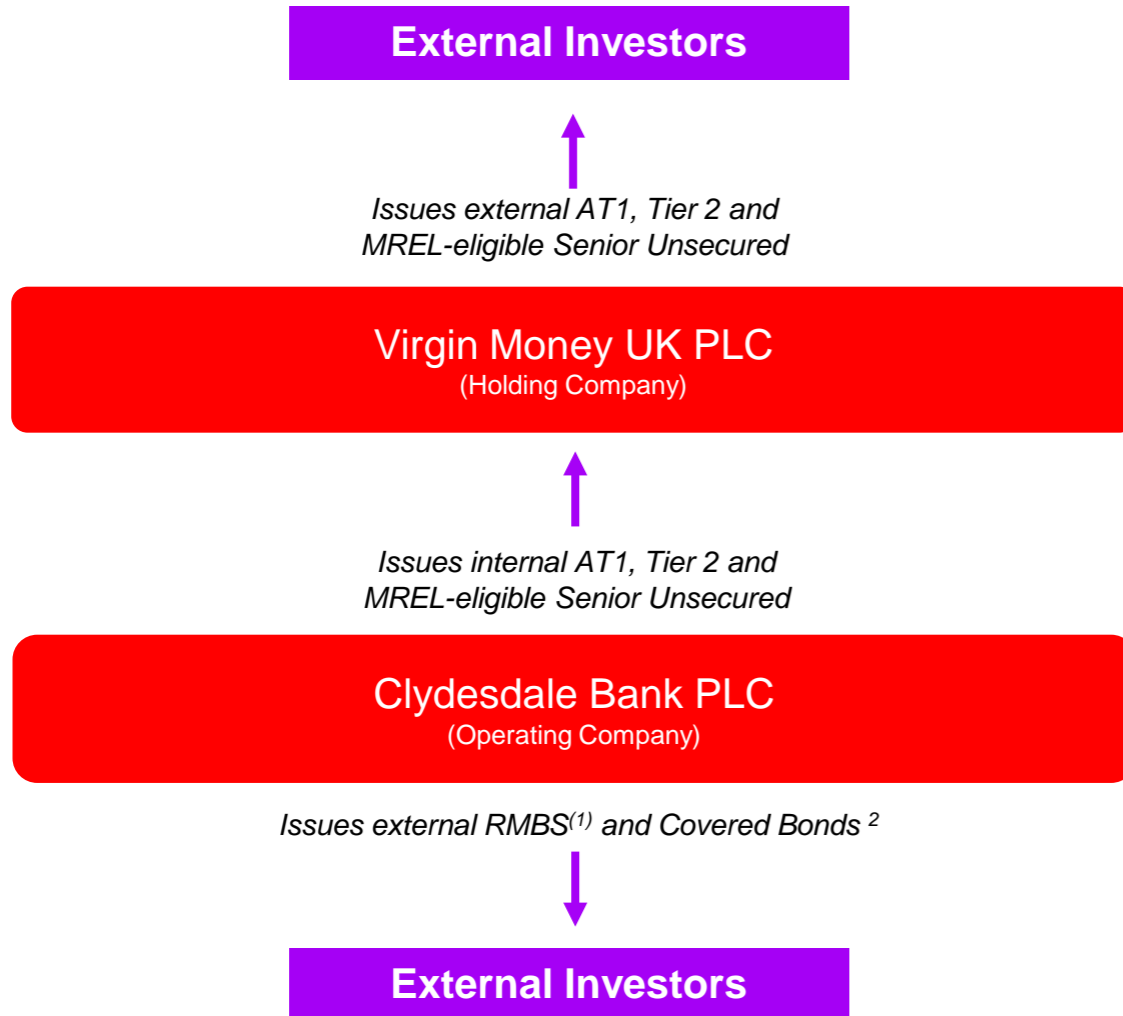 External Investors
Issues external AT1, Tier 2 and
MREL-eligible Senior Unsecured
Virgin Money UK PLC
(Holding Company)
Issues internal AT1, Tier 2 and
MREL-eligible Senior Unsecured
Clydesdale Bank PLC
(Operating Company)
Issues external RMBS(1) and Covered Bonds 2
External Investors